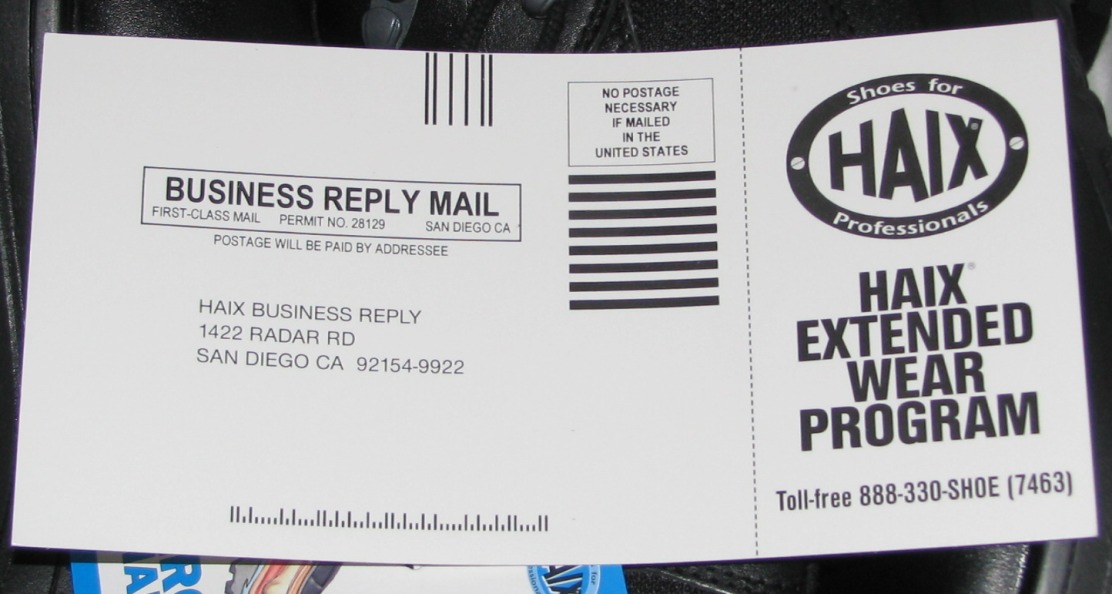 NO POSTAGE
NECESSARY
IF MAILED
IN THE
UNITED STATES
BUSINESS REPLY MAIL
FIRST-CLASS MAIL PERMIT NO. 28129 SAN DIEGO CA
POSTAGE WILL BE PAID BY ADDRESSEE
HAIX BUSINESS REPLY
1422 RADAR RD
SAN DIEGO CA 92154-9922
Shoes for
HAIX®
Professionals
HAIX®
EXTENDED
WEAR
PROGRAM
Toll-free 888-330-SHOE (7463)